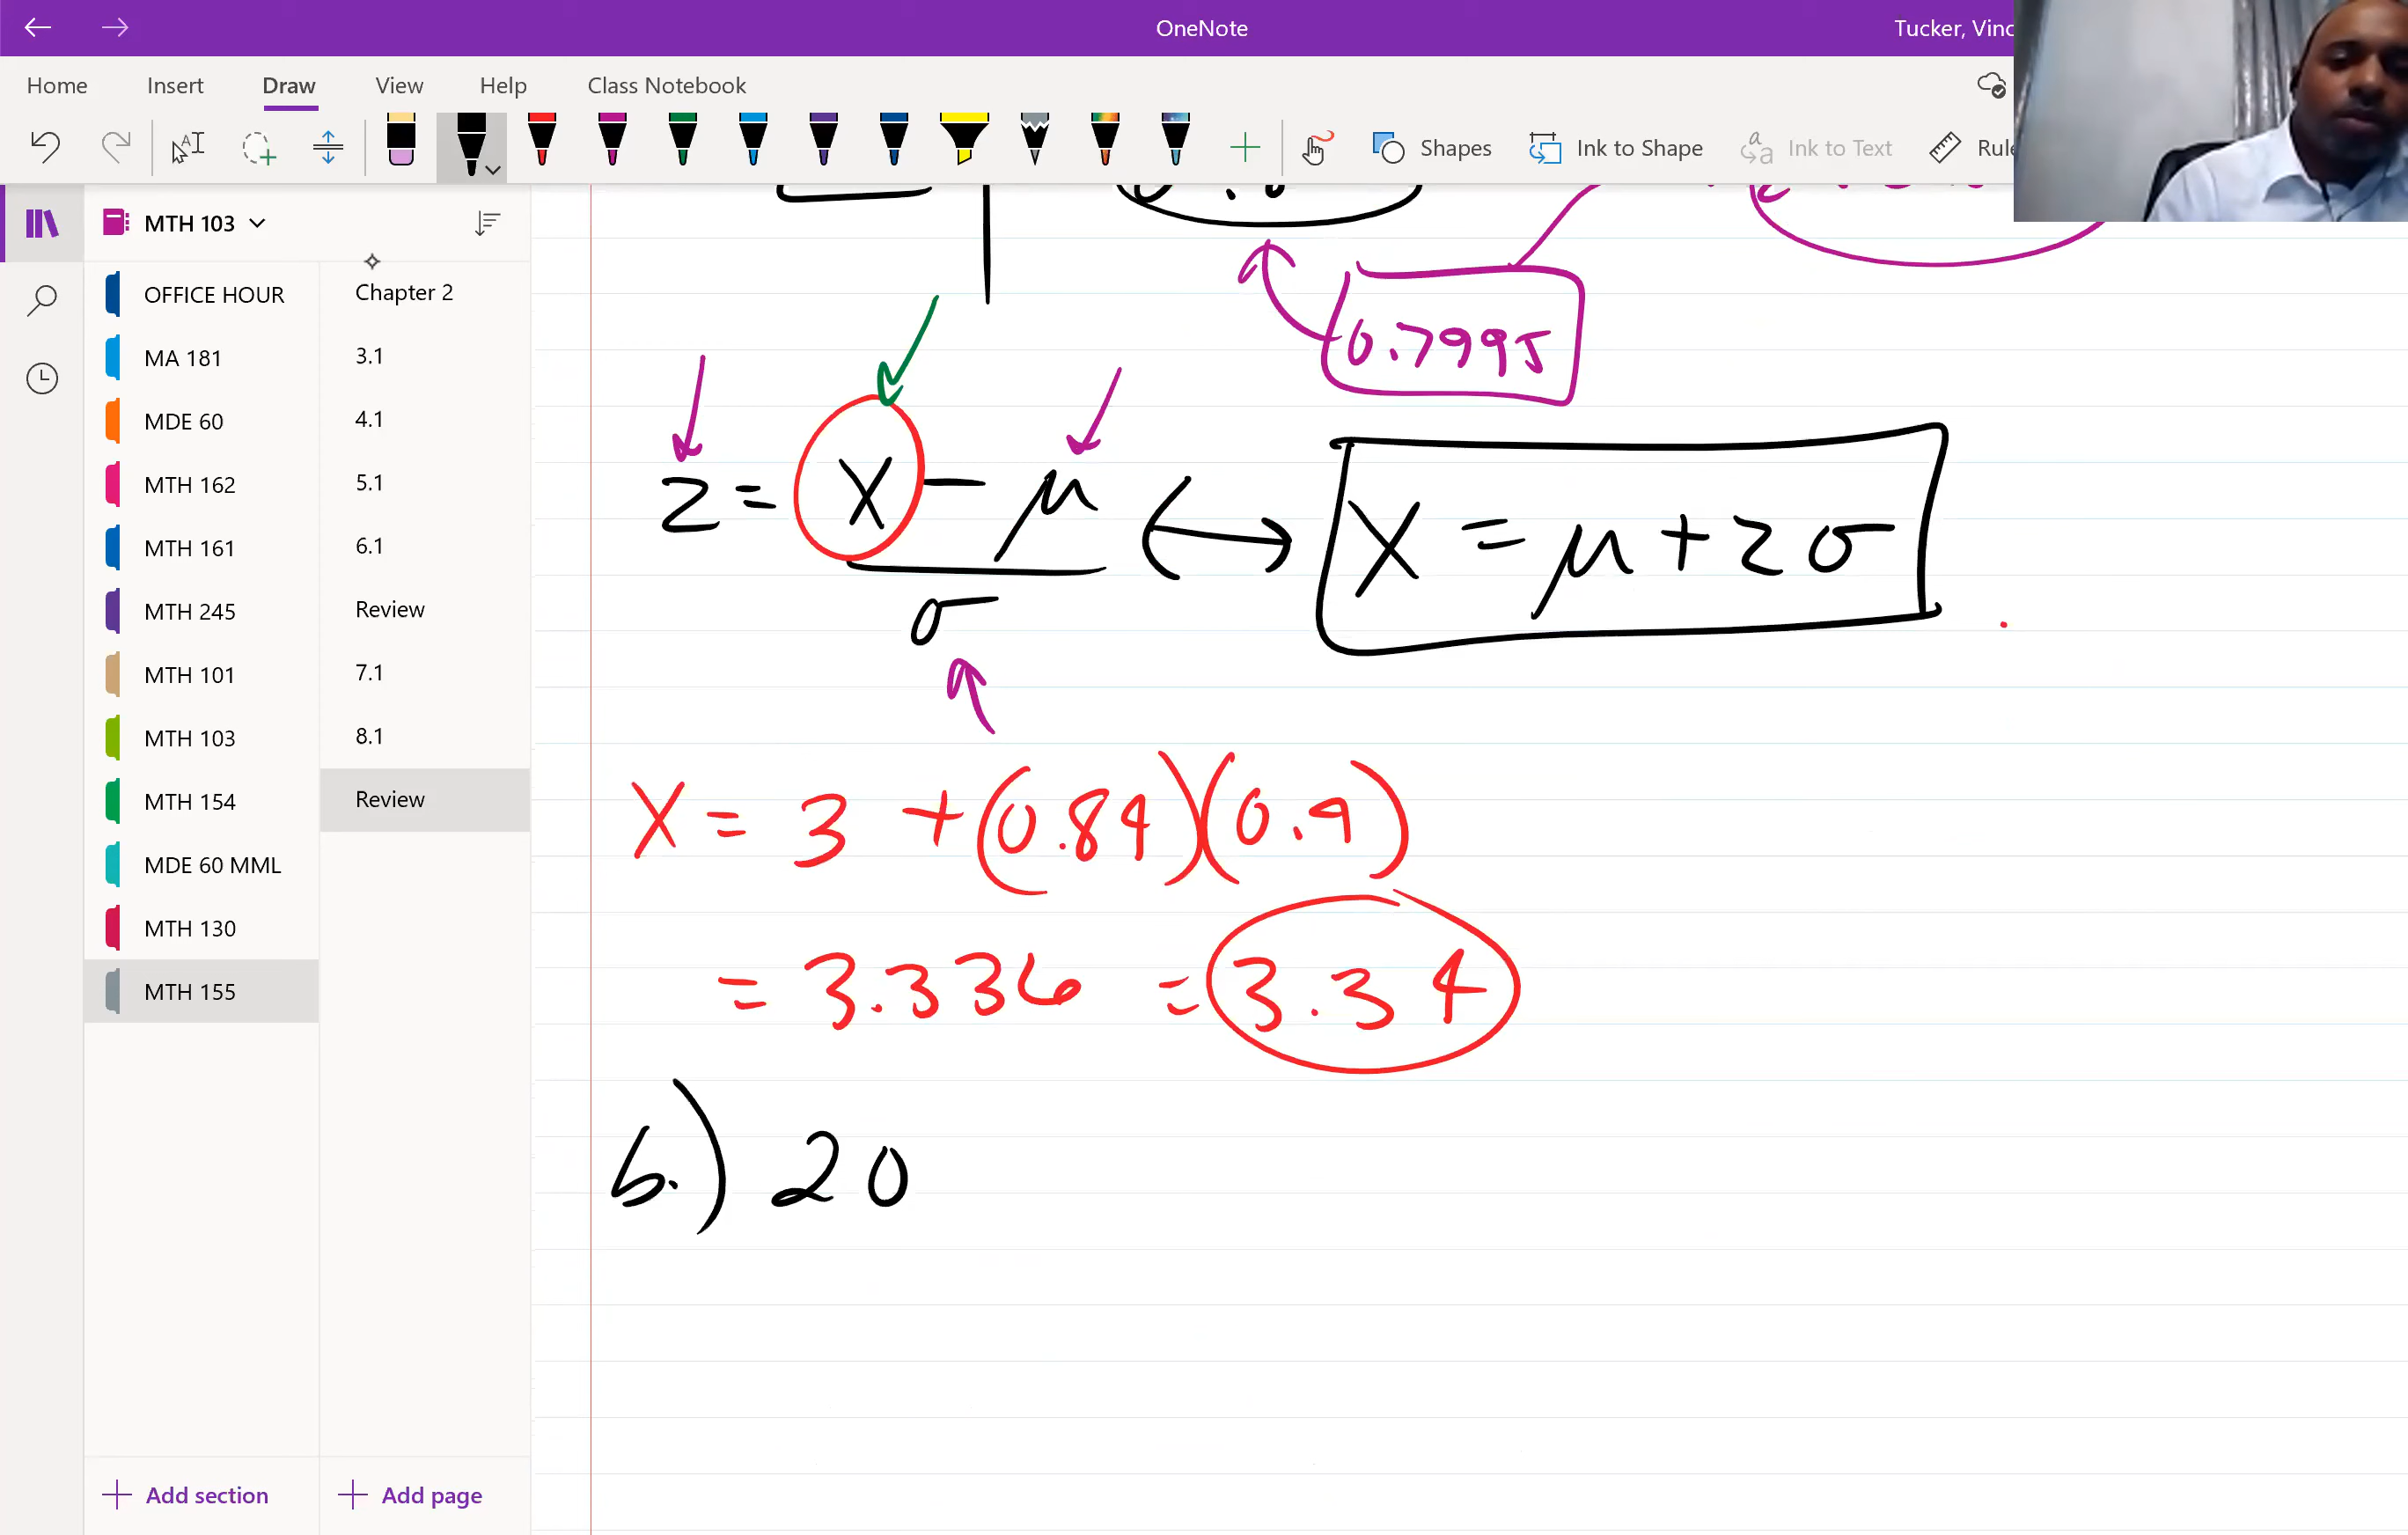 OneNote
Tucker, Vinc
Home Insert Draw View Help Class Notebook
Shapes Ink to Shape Ink to Text Rule
MTH 103
OFFICE HOUR
MA 181
MDE 60
MTH 162
MTH 161
MTH 245
MTH 101
MTH 103
MTH 154
MDE 60 MML
MTH 130
MTH 155
Add section
Chapter 2
3.1
4.1
5.1
6.1
Review
7.1
8.1
Review
Add page
0.7995
z = x - μ
σ
x = μ + zσ
x = 3 + (0.84)(0.4)
= 3.336 = 3.34
b.) 20